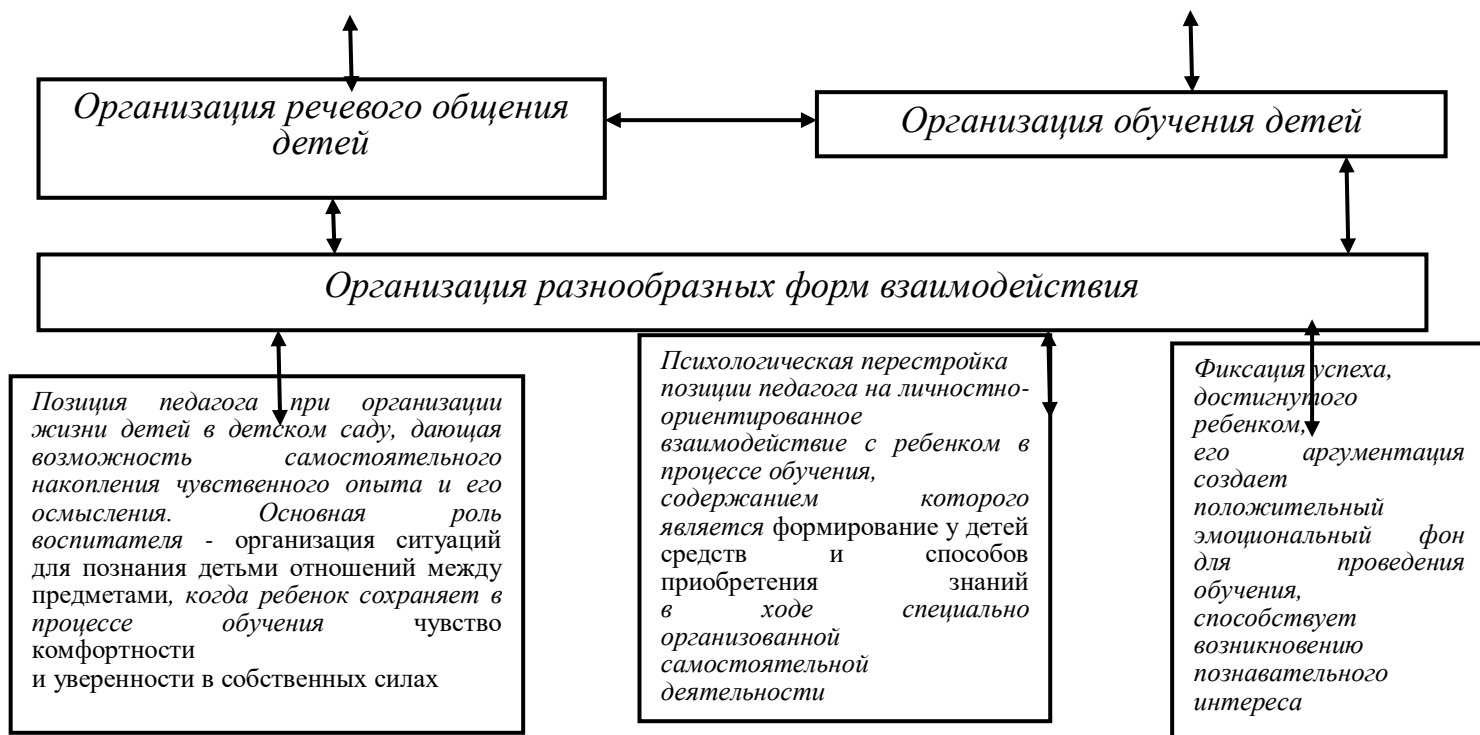 Организация речевого общения
детей
Организация обучения детей
Организация разнообразных форм взаимодействия
Позиция педагога при организации
жизни детей в детском саду, дающая
возможность самостоятельного
накопления чувственного опыта и его
осмысления. Основная роль
воспитателя - организация ситуаций
для познания детьми отношений между
предметами, когда ребенок сохраняет в
процессе обучения чувство
комфортности
и уверенности в собственных силах
Психологическая перестройка
позиции педагога на личностно-
ориентированное
взаимодействие с ребенком в
процессе обучения,
содержанием которого
является формирование у детей
средств и способов
приобретения знаний
в ходе специально
организованной
самостоятельной
деятельности
Фиксация успеха,
достигнутого
ребенком,
его аргументация
создает
положительный
эмоциональный фон
для проведения
обучения,
способствует
возникновению
познавательного
интереса